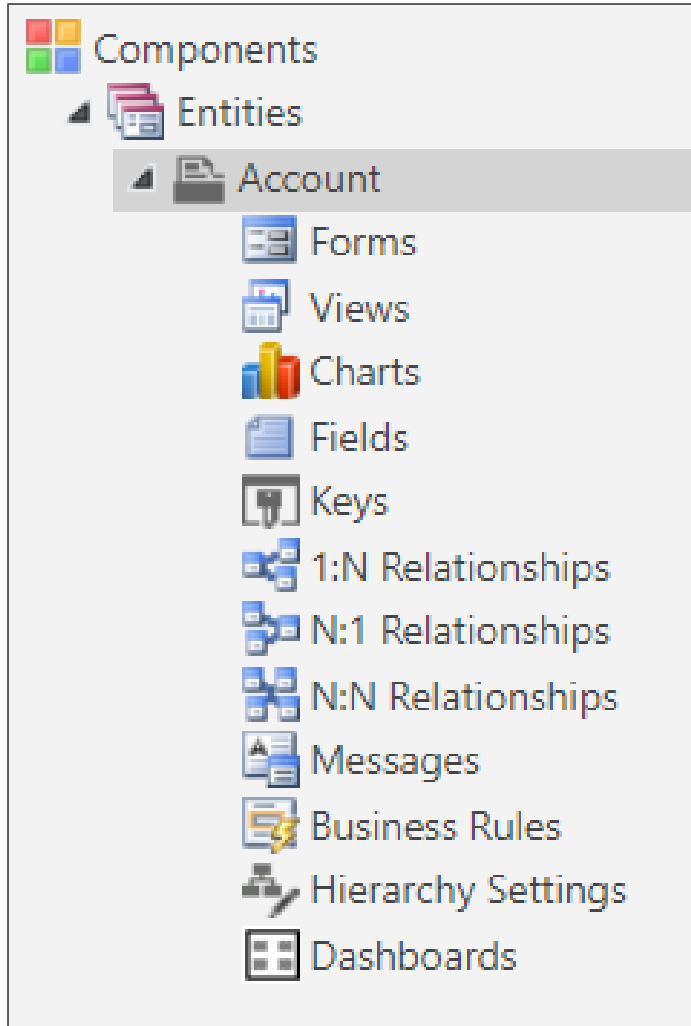 Components
Entities
Account
Forms
Views
Charts
Fields
Keys
1:N Relationships
N:1 Relationships
N:N Relationships
Messages
Business Rules
Hierarchy Settings
Dashboards